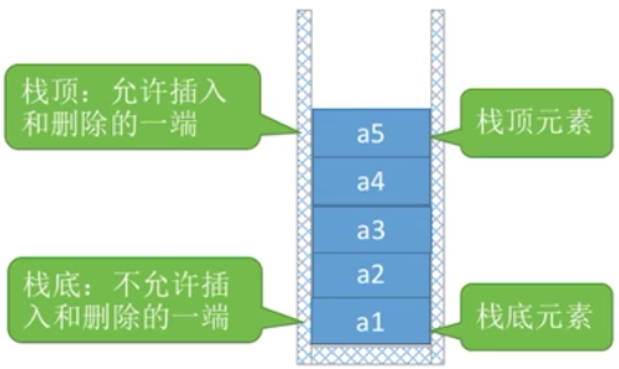 栈顶：允许插入
和删除的一端
栈顶元素
a5
a4
a3
a2
a1
栈底：不允许插
入和删除的一端
栈底元素